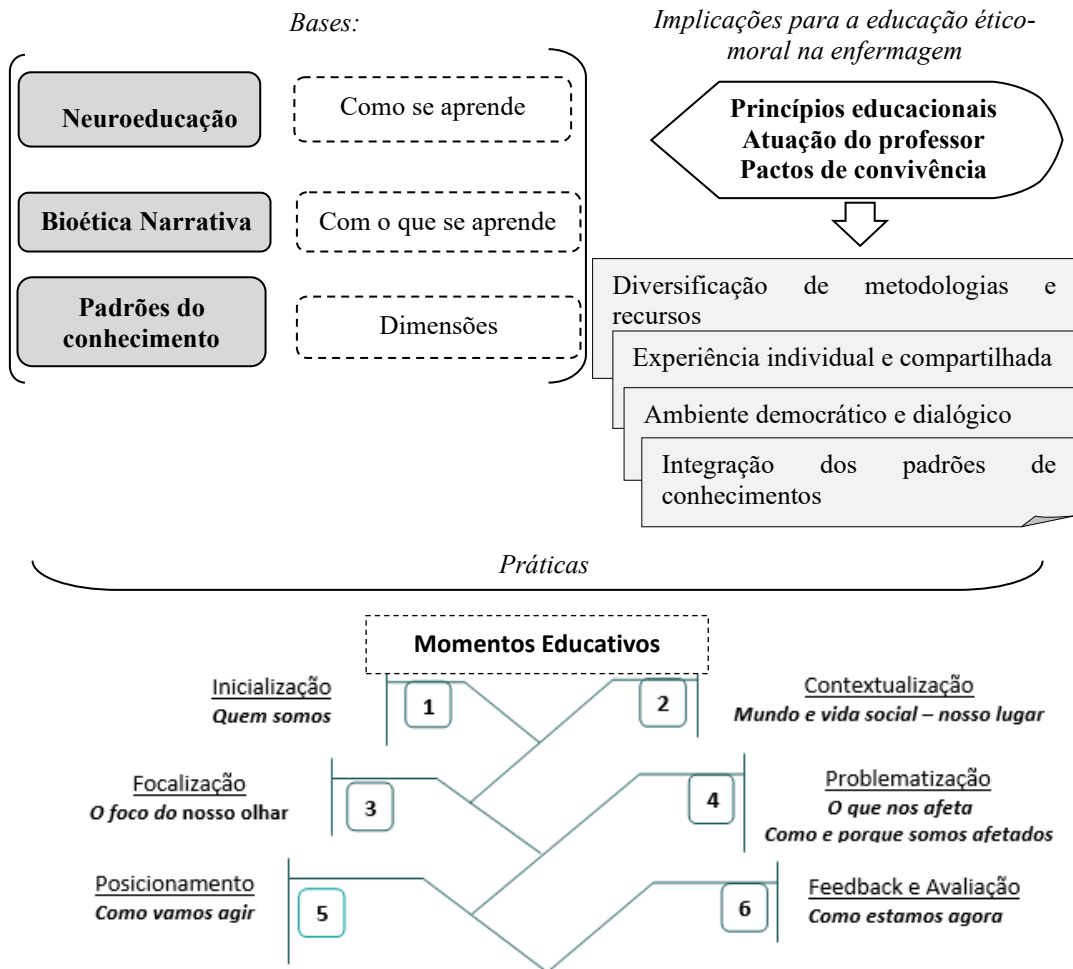 Bases:
Neuroeducação
Como se aprende
Bioética Narrativa
Com o que se aprende
Padrões do
conhecimento
Dimensões
Implicações para a educação ético-
moral na enfermagem
Princípios educacionais
Atuação do professor
Pactos de convivência
Diversificação de metodologias e
recursos
Experiência individual e compartilhada
Ambiente democrático e dialógico
Integração dos padrões de
conhecimentos
Práticas
Momentos Educativos
Inicialização
Quem somos
1
2
Contextualização
Mundo e vida social – nosso lugar
Focalização
O foco do nosso olhar
3
4
Problematização
O que nos afeta
Como e porque somos afetados
Posicionamento
Como vamos agir
5
6
Feedback e Avaliação
Como estamos agora